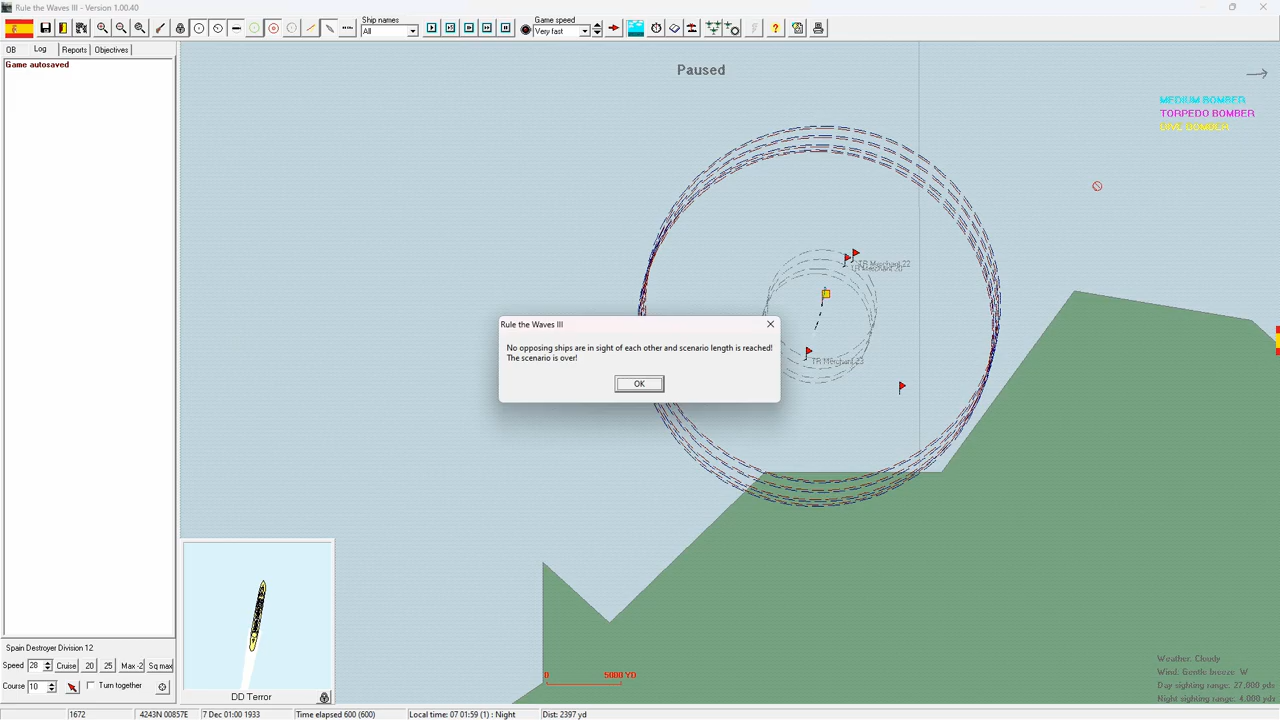 Rule the Waves III - Version 1.00.40
Ship names
All
Game speed
Very fast
OB
Log
Reports
Objectives
Game autosaved
Paused
MEDIUM BOMBER
TORPEDO BOMBER
DIVE BOMBER
TR Merchant 22
TR Merchant 23
Rule the Waves III
No opposing ships are in sight of each other and scenario length is reached!
The scenario is over!
OK
0 5000 YD
Spain Destroyer Division 12
Speed 28 Cruise 20 25 Max -2 Sq max
Course 10 Turn together
DD Terror
Weather: Cloudy
Wind: Gentle breeze W
Day sighting range: 27,000 yds
Night sighting range: 4,000 yds
1672
4243N 00857E
7 Dec 01:00 1933
Time elapsed 600 (600)
Local time: 07 01:59 (1) : Night
Dist: 2397 yd